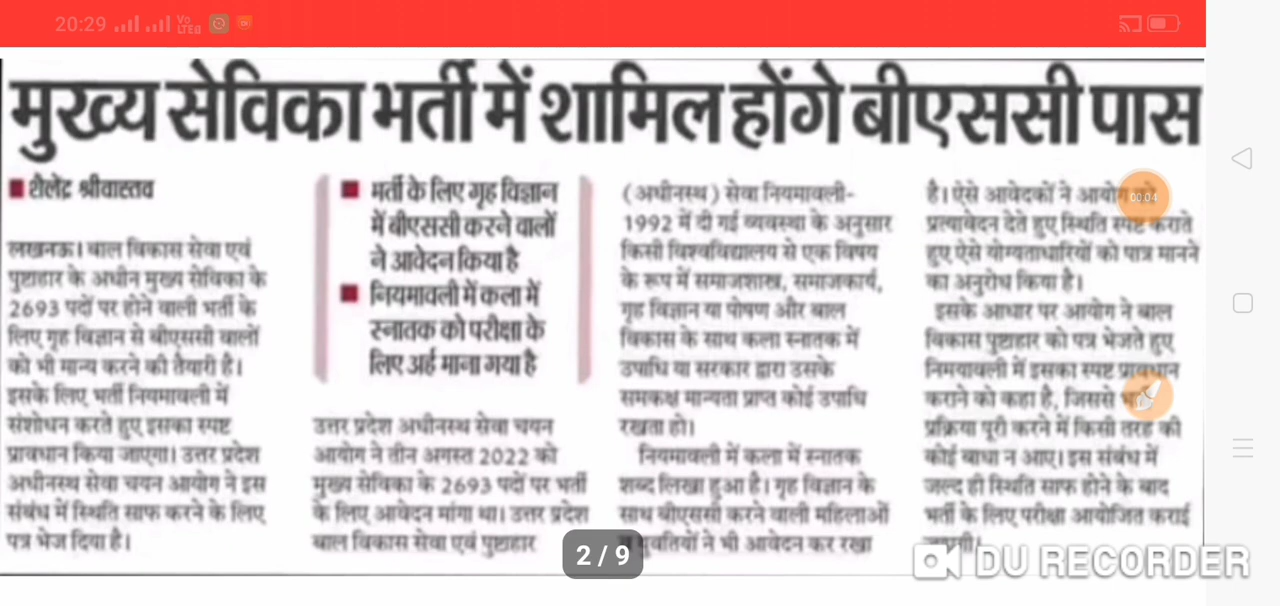 20:29
Vo
LTE
मुख्य सेविका भर्ती में शामिल होंगे बीएससी पास
शैलेंद्र श्रीवास्तव
लखनऊ। बाल विकास सेवा एवं
पुष्टाहार के अधीन मुख्य सेविका के
2693 पदों पर होने वाली भर्ती के
लिए गृह विज्ञान से बीएससी वालों
को भी मान्य करने की तैयारी है।
इसके लिए भर्ती नियमावली में
संशोधन करते हुए इसका स्पष्ट
प्रावधान किया जाएगा। उत्तर प्रदेश
अधीनस्थ सेवा चयन आयोग ने इस
संबंध में स्थिति साफ करने के लिए
पत्र भेज दिया है।
भर्ती के लिए गृह विज्ञान
में बीएससी करने वालों
ने आवेदन किया है
नियमावली में कला में
स्नातक को परीक्षा के
लिए अर्ह माना गया है
उत्तर प्रदेश अधीनस्थ सेवा चयन
आयोग ने तीन अगस्त 2022 को
मुख्य सेविका के 2693 पदों पर भर्ती
के लिए आवेदन मांगा था। उत्तर प्रदेश
बाल विकास सेवा एवं पुष्टाहार
(अधीनस्थ) सेवा नियमावली-
1992 में दी गई व्यवस्था के अनुसार
किसी विश्वविद्यालय से एक विषय
के रूप में समाजशास्त्र, समाजकार्य,
गृह विज्ञान या पोषण और बाल
विकास के साथ कला स्नातक में
उपाधि या सरकार द्वारा उसके
समकक्ष मान्यता प्राप्त कोई उपाधि
रखता हो।
नियमावली में कला में स्नातक
शब्द लिखा हुआ है। गृह विज्ञान के
साथ बीएससी करने वाली महिलाओं
युवतियों ने भी आवेदन कर रखा
है। ऐसे आवेदकों ने आयोग को
प्रत्यावेदन देते हुए स्थिति स्पष्ट कराते
हुए ऐसे योग्यताधारियों को पात्र मानने
का अनुरोध किया है।
इसके आधार पर आयोग ने बाल
विकास पुष्टाहार को पत्र भेजते हुए
निमयावली में इसका स्पष्ट प्रावधान
कराने को कहा है, जिससे
प्रक्रिया पूरी करने में किसी तरह की
कोई बाधा न आए। इस संबंध में
जल्द ही स्थिति साफ होने के बाद
भर्ती के लिए परीक्षा आयोजित कराई
00:04
2 / 9
DU RECORDER